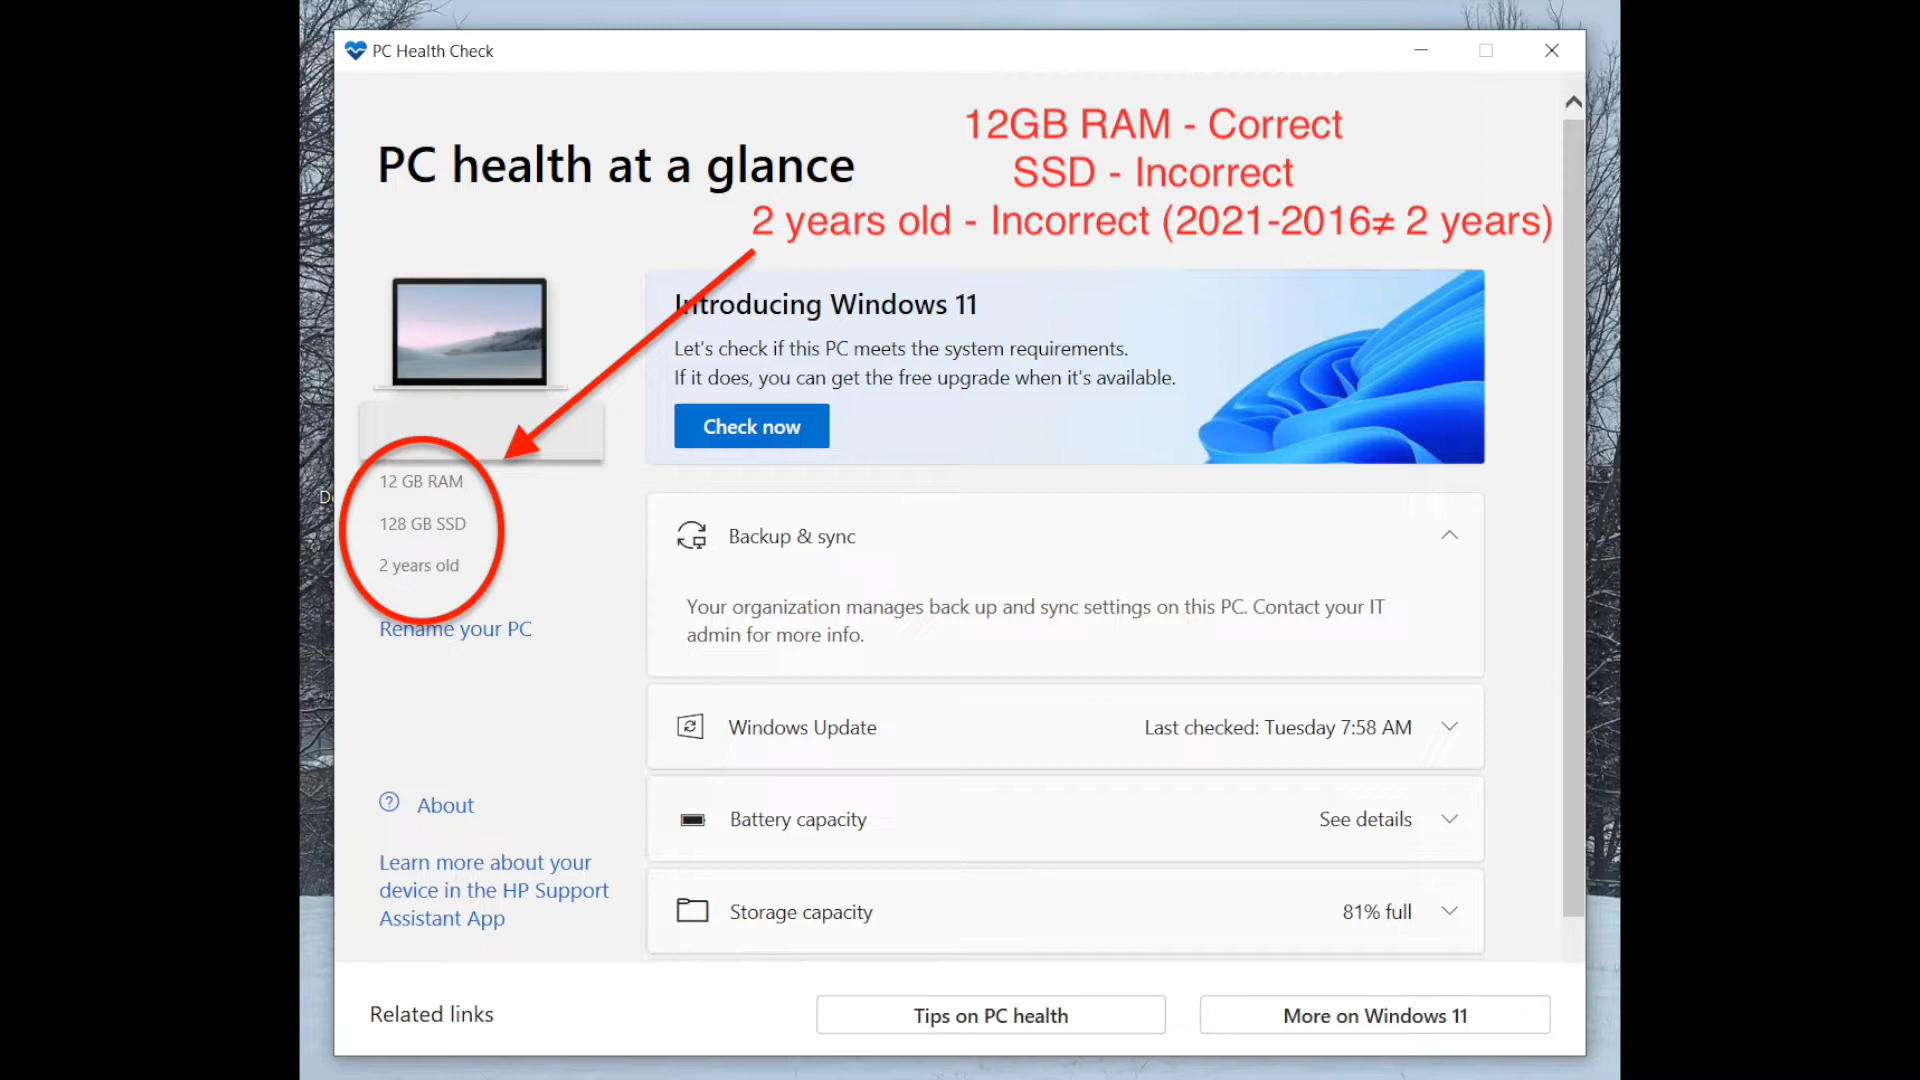 PC Health Check
12GB RAM - Correct
SSD - Incorrect
2 years old - Incorrect (2021-2016≠ 2 years)
PC health at a glance
Introducing Windows 11
Let's check if this PC meets the system requirements.
If it does, you can get the free upgrade when it's available.
Check now
12 GB RAM
128 GB SSD
2 years old
Rename your PC
Backup & sync
Your organization manages back up and sync settings on this PC. Contact your IT
admin for more info.
Windows Update
Last checked: Tuesday 7:58 AM
Battery capacity
See details
Storage capacity
81% full
About
Learn more about your
device in the HP Support
Assistant App
Related links
Tips on PC health
More on Windows 11